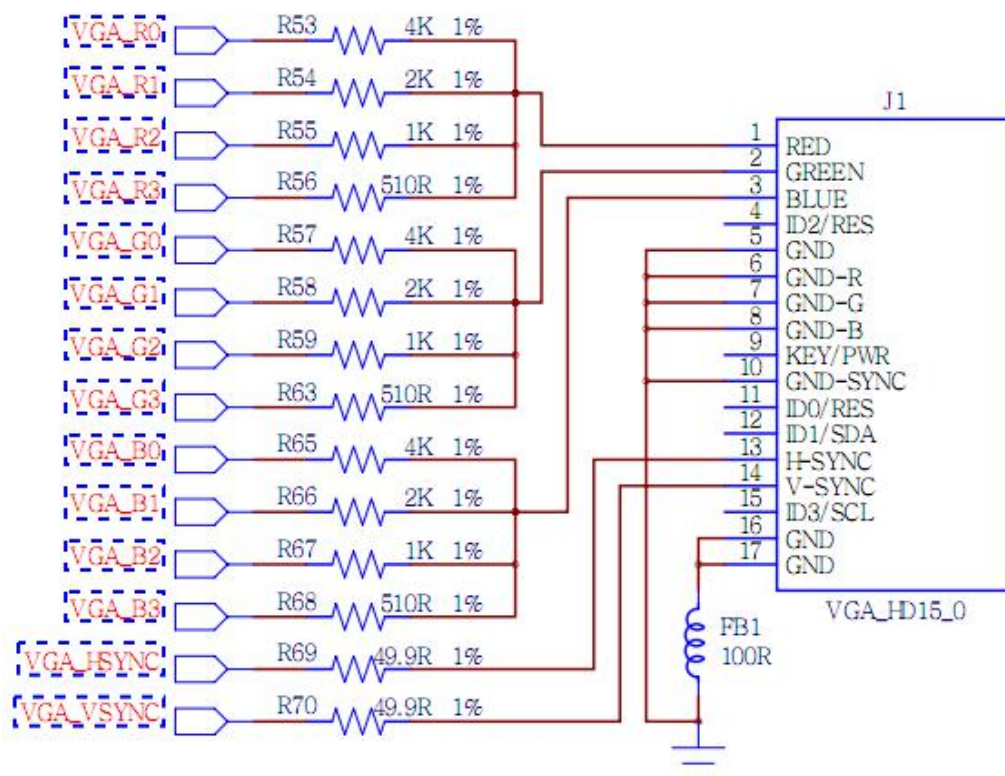 VGA_R0 R53 4K 1%
VGA_R1 R54 2K 1%
VGA_R2 R55 1K 1%
VGA_R3 R56 510R 1%
VGA_G0 R57 4K 1%
VGA_G1 R58 2K 1%
VGA_G2 R59 1K 1%
VGA_G3 R63 510R 1%
VGA_B0 R65 4K 1%
VGA_B1 R66 2K 1%
VGA_B2 R67 1K 1%
VGA_B3 R68 510R 1%
VGA_HSYNC R69 49.9R 1%
VGA_VSYNC R70 49.9R 1%
J1
1 RED
2 GREEN
3 BLUE
4 ID2/RES
5 GND
6 GND-R
7 GND-G
8 GND-B
9 KEY/PWR
10 GND-SYNC
11 ID0/RES
12 ID1/SDA
13 H-SYNC
14 V-SYNC
15 ID3/SCL
16 GND
17 GND
VGA_HD15_0
FB1
100R